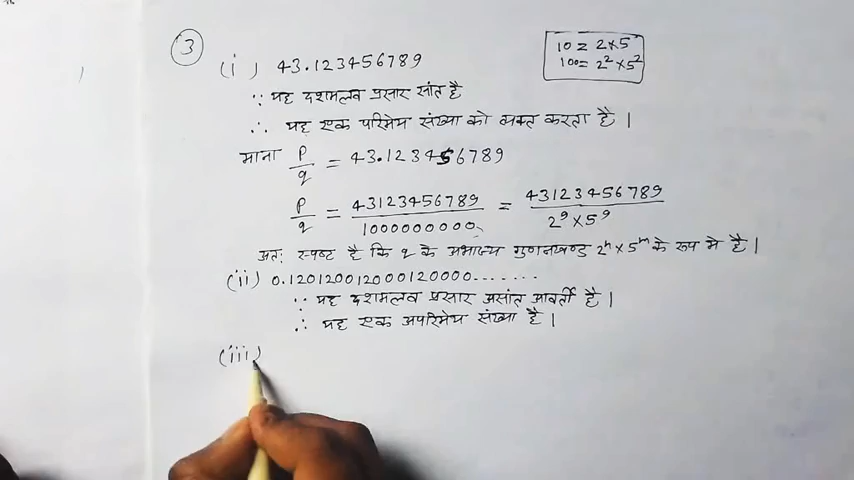 3
(i) 43.123456789
10 = 2×5
100 = 2² × 5²
∵ यह दशमलव प्रसार सांत है
∴ यह एक परिमेय संख्या को व्यक्त करता है।
माना p/q = 43.123456789
p/q = 43123456789/1000000000 = 43123456789/2⁹×5⁹
अतः स्पष्ट है कि q के अभाज्य गुणनखण्ड 2ⁿ×5ᵐ के रूप मे है।
(ii) 0.120120012000120000.......
∵ यह दशमलव प्रसार असांत आवर्ती है।
∴ यह एक अपरिमेय संख्या है।
(iii)